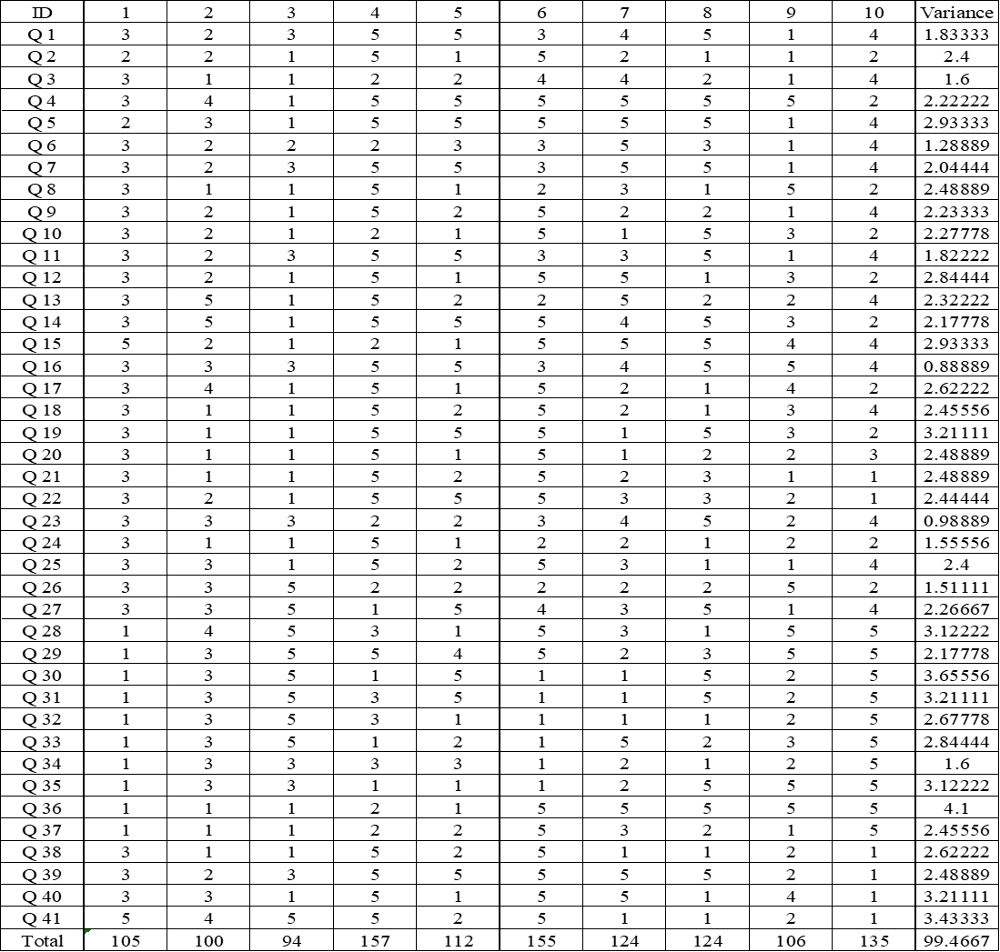 ID 1 2 3 4 5 6 7 8 9 10 Variance
Q 1 3 2 3 5 5 3 4 5 1 4 1.83333
Q 2 2 2 1 5 1 5 2 1 1 2 2.4
Q 3 3 1 1 2 2 4 4 2 1 4 1.6
Q 4 3 4 1 5 5 5 5 5 5 2 2.22222
Q 5 2 3 1 5 5 5 5 5 1 4 2.93333
Q 6 3 2 2 2 3 3 5 3 1 4 1.28889
Q 7 3 2 3 5 5 3 5 5 1 4 2.04444
Q 8 3 1 1 5 1 2 3 1 5 2 2.48889
Q 9 3 2 1 5 2 5 2 2 1 4 2.23333
Q 10 3 2 1 2 1 5 1 5 3 2 2.27778
Q 11 3 2 3 5 5 3 3 5 1 4 1.82222
Q 12 3 2 1 5 1 5 5 1 3 2 2.84444
Q 13 3 5 1 5 2 2 5 2 2 4 2.32222
Q 14 3 5 1 5 5 5 4 5 3 2 2.17778
Q 15 5 2 1 2 1 5 5 5 4 4 2.93333
Q 16 3 3 3 5 5 3 4 5 5 4 0.88889
Q 17 3 4 1 5 1 5 2 1 4 2 2.62222
Q 18 3 1 1 5 2 5 2 1 3 4 2.45556
Q 19 3 1 1 5 5 5 1 5 3 2 3.21111
Q 20 3 1 1 5 1 5 1 2 2 3 2.48889
Q 21 3 1 1 5 2 5 2 3 1 1 2.48889
Q 22 3 2 1 5 5 5 3 3 2 1 2.44444
Q 23 3 3 3 2 2 3 4 5 2 4 0.98889
Q 24 3 1 1 5 1 2 2 1 2 2 1.55556
Q 25 3 3 1 5 2 5 3 1 1 4 2.4
Q 26 3 3 5 2 2 2 2 2 5 2 1.51111
Q 27 3 3 5 1 5 4 3 5 1 4 2.26667
Q 28 1 4 5 3 1 5 3 1 5 5 3.12222
Q 29 1 3 5 5 4 5 2 3 5 5 2.17778
Q 30 1 3 5 1 5 1 1 5 2 5 3.65556
Q 31 1 3 5 3 5 1 1 5 2 5 3.21111
Q 32 1 3 5 3 1 1 1 1 2 5 2.67778
Q 33 1 3 5 1 2 1 5 2 3 5 2.84444
Q 34 1 3 3 3 3 1 2 1 2 5 1.6
Q 35 1 3 3 1 1 1 2 5 5 5 3.12222
Q 36 1 1 1 2 1 5 5 5 5 5 4.1
Q 37 1 1 1 2 2 5 3 2 1 5 2.45556
Q 38 3 1 1 5 2 5 1 1 2 1 2.62222
Q 39 3 2 3 5 5 5 5 5 2 1 2.48889
Q 40 3 3 1 5 1 5 5 1 4 1 3.21111
Q 41 5 4 5 5 2 5 1 1 2 1 3.43333
Total 105 100 94 157 112 155 124 124 106 135 99.4667